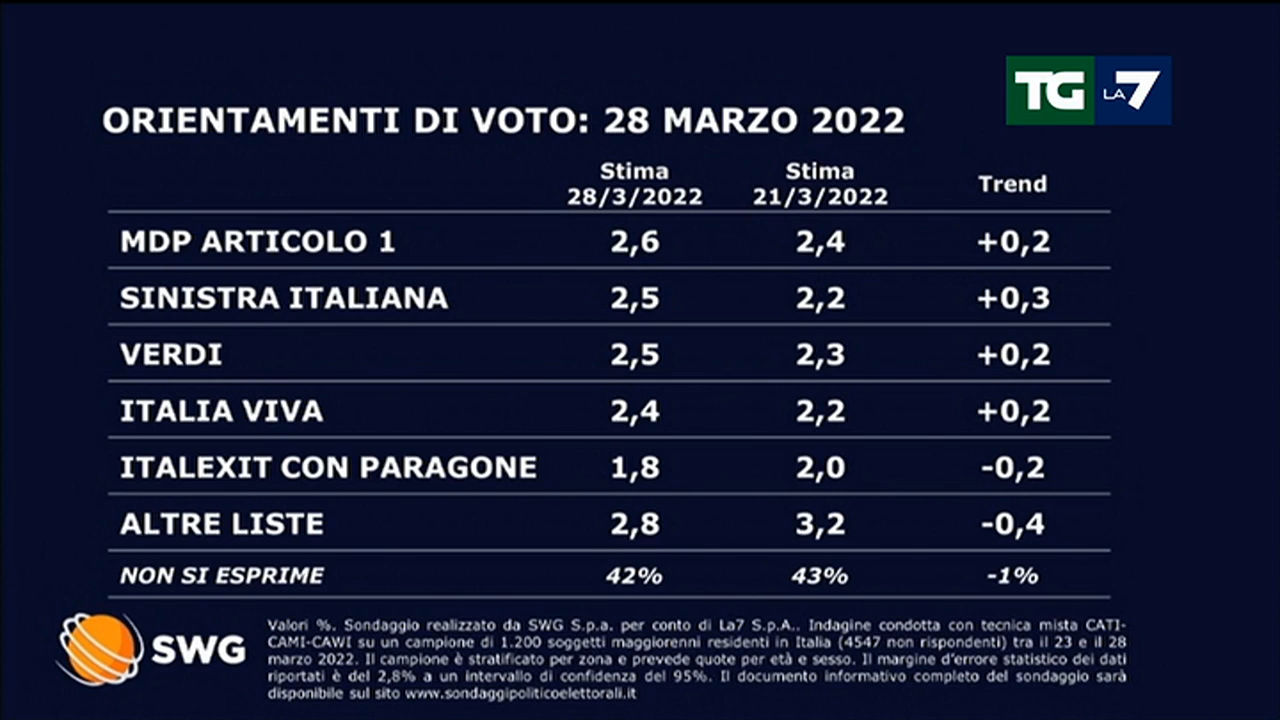 TG LA7
ORIENTAMENTI DI VOTO: 28 MARZO 2022
Stima 28/3/2022 Stima 21/3/2022 Trend
MDP ARTICOLO 1 2,6 2,4 +0,2
SINISTRA ITALIANA 2,5 2,2 +0,3
VERDI 2,5 2,3 +0,2
ITALIA VIVA 2,4 2,2 +0,2
ITALEXIT CON PARAGONE 1,8 2,0 -0,2
ALTRE LISTE 2,8 3,2 -0,4
NON SI ESPRIME 42% 43% -1%
SWG
Valori %. Sondaggio realizzato da SWG S.p.a. per conto di La7 S.p.A.. Indagine condotta con tecnica mista CATI-
CAMI-CAWI su un campione di 1.200 soggetti maggiorenni residenti in Italia (4547 non rispondenti) tra il 23 e il 28
marzo 2022. Il campione è stratificato per zona e prevede quote per età e sesso. Il margine d'errore statistico dei dati
riportati è del 2,8% a un intervallo di confidenza del 95%. Il documento informativo completo del sondaggio sarà
disponibile sul sito www.sondaggipoliticoelettorali.it